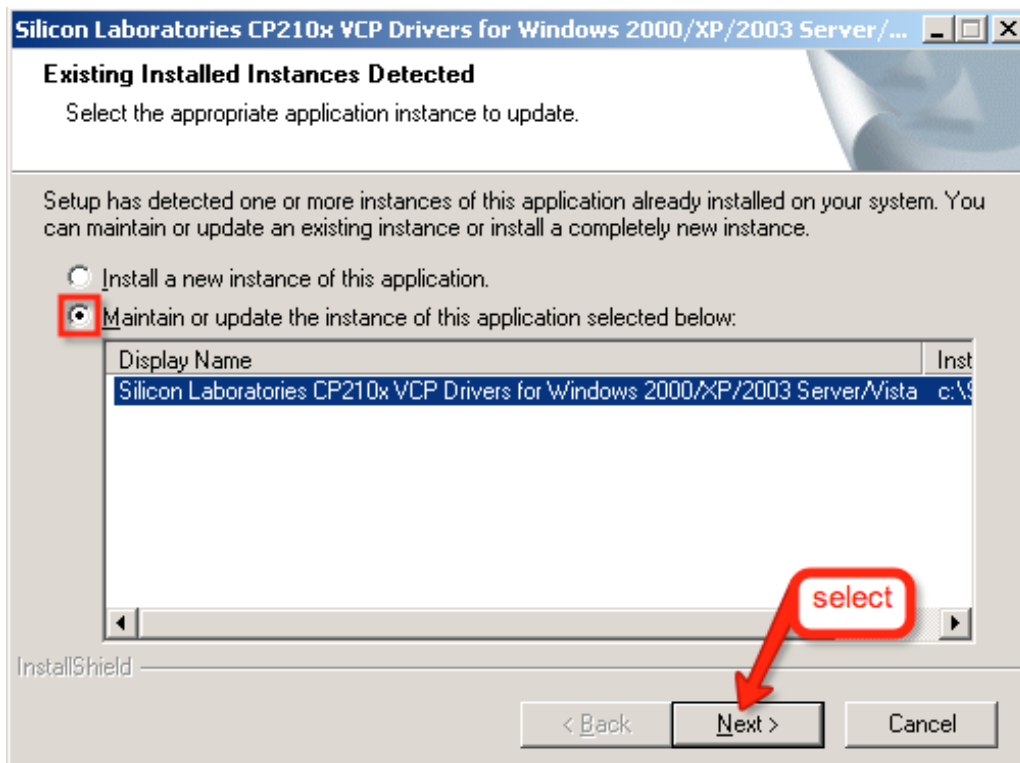 Silicon Laboratories CP210x VCP Drivers for Windows 2000/XP/2003 Server/...
Existing Installed Instances Detected
Select the appropriate application instance to update.
Setup has detected one or more instances of this application already installed on your system. You
can maintain or update an existing instance or install a completely new instance.
Install a new instance of this application.
Maintain or update the instance of this application selected below:
Display Name Inst
Silicon Laboratories CP210x VCP Drivers for Windows 2000/XP/2003 Server/Vista c:\S
select
InstallShield
< Back Next > Cancel